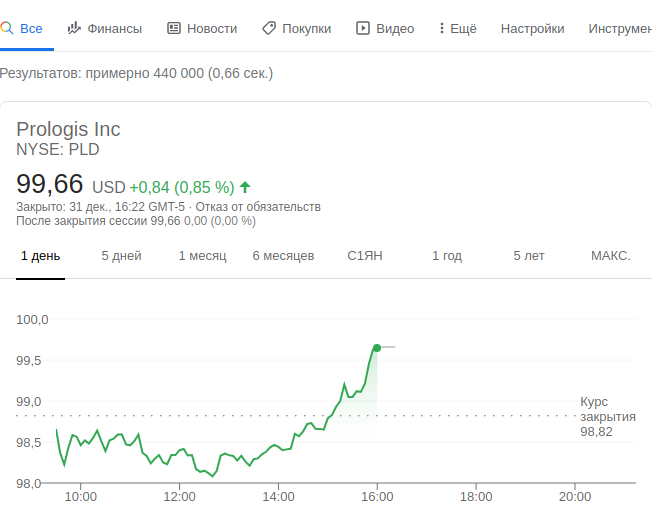 Все Финансы Новости Покупки Видео Ещё Настройки Инструмен
Результатов: примерно 440 000 (0,66 сек.)
Prologis Inc
NYSE: PLD
99,66 USD +0,84 (0,85 %)
Закрыто: 31 дек., 16:22 GMT-5 · Отказ от обязательств
После закрытия сессии 99,66 0,00 (0,00 %)
1 день 5 дней 1 месяц 6 месяцев С1ЯН 1 год 5 лет МАКС.
100,0
99,5
99,0
98,5
98,0
Курс
закрытия
98,82
10:00 12:00 14:00 16:00 18:00 20:00